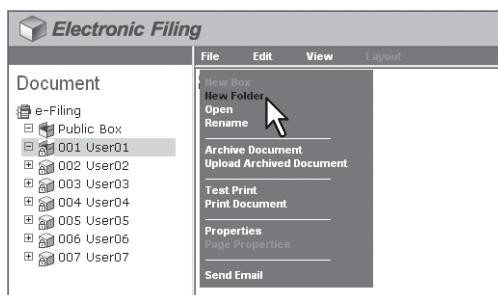 Electronic Filing
File Edit View Layout
Document
e-Filing
Public Box
001 User01
002 User02
003 User03
004 User04
005 User05
006 User06
007 User07
New Box
New Folder
Open
Rename
Archive Document
Upload Archived Document
Test Print
Print Document
Properties
Page Properties
Send Email